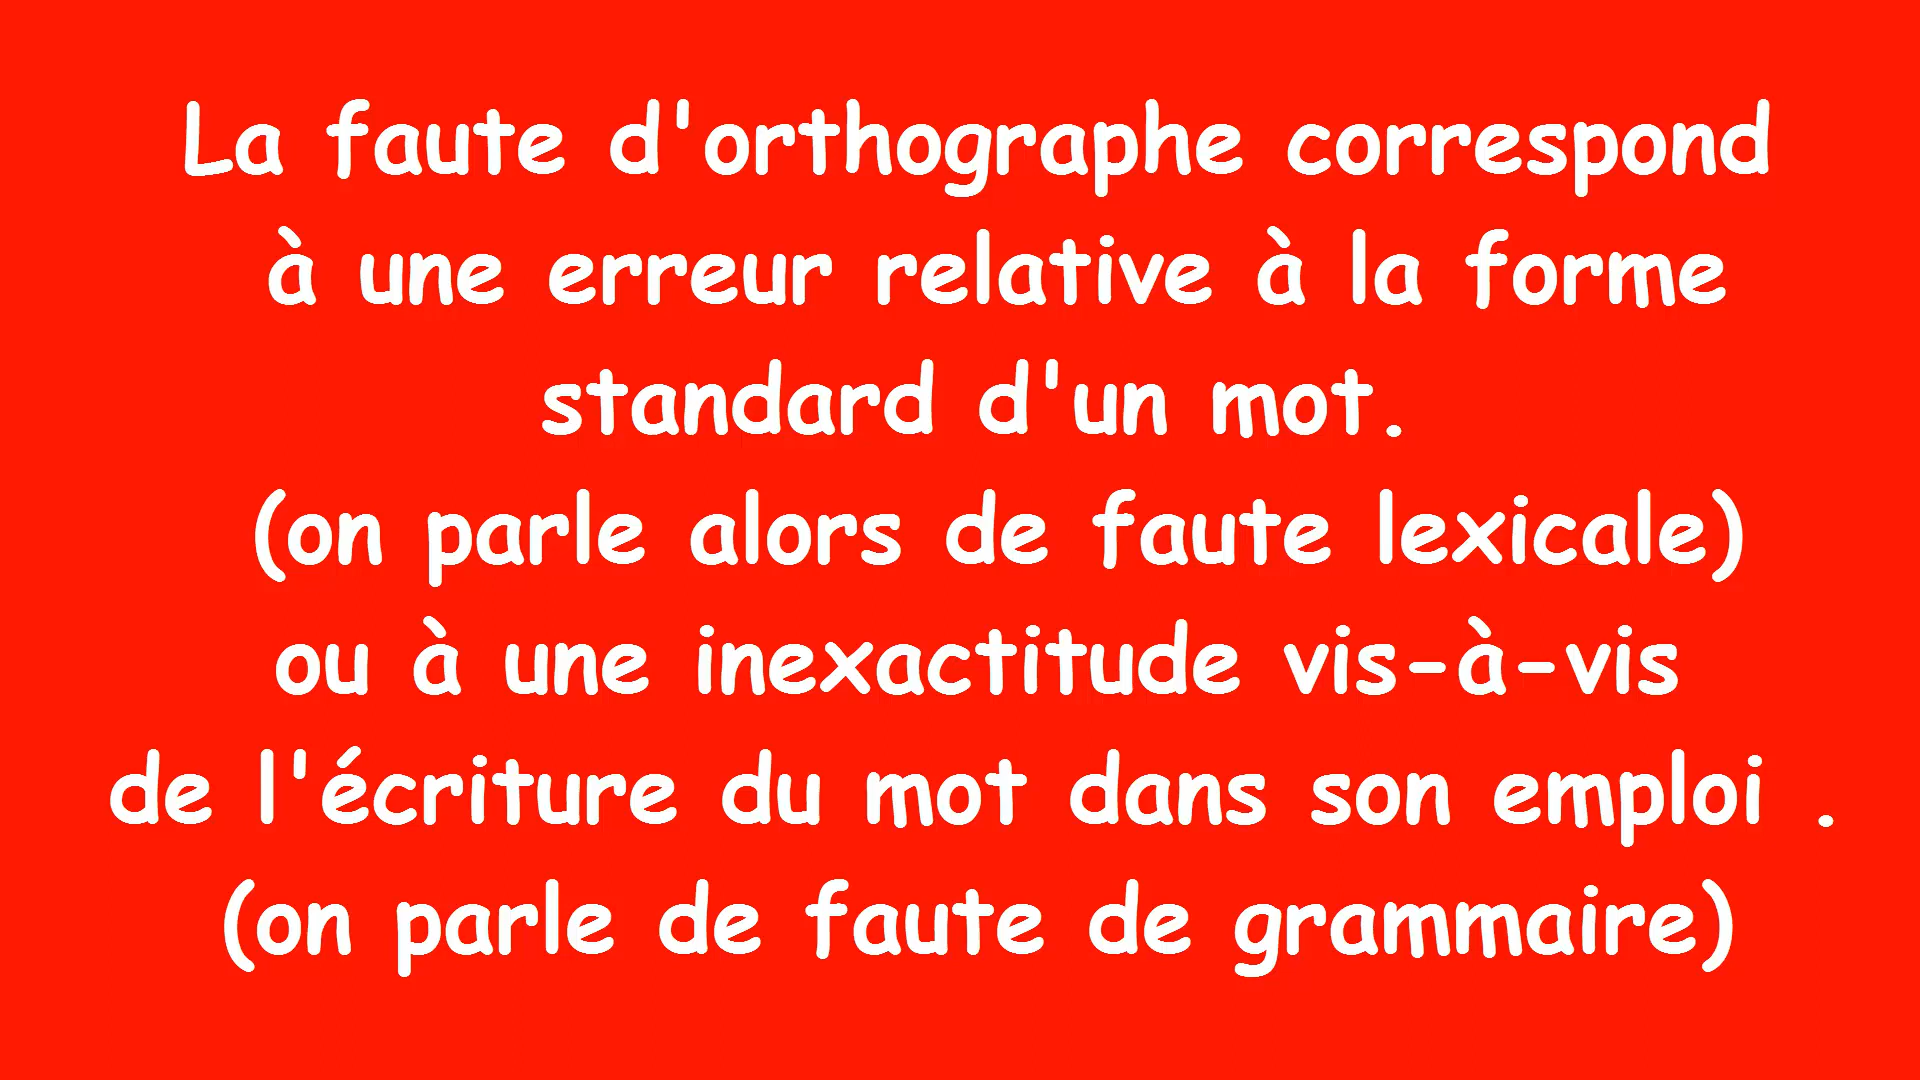 La faute d'orthographe correspond
à une erreur relative à la forme
standard d'un mot.
(on parle alors de faute lexicale)
ou à une inexactitude vis-à-vis
de l'écriture du mot dans son emploi .
(on parle de faute de grammaire)